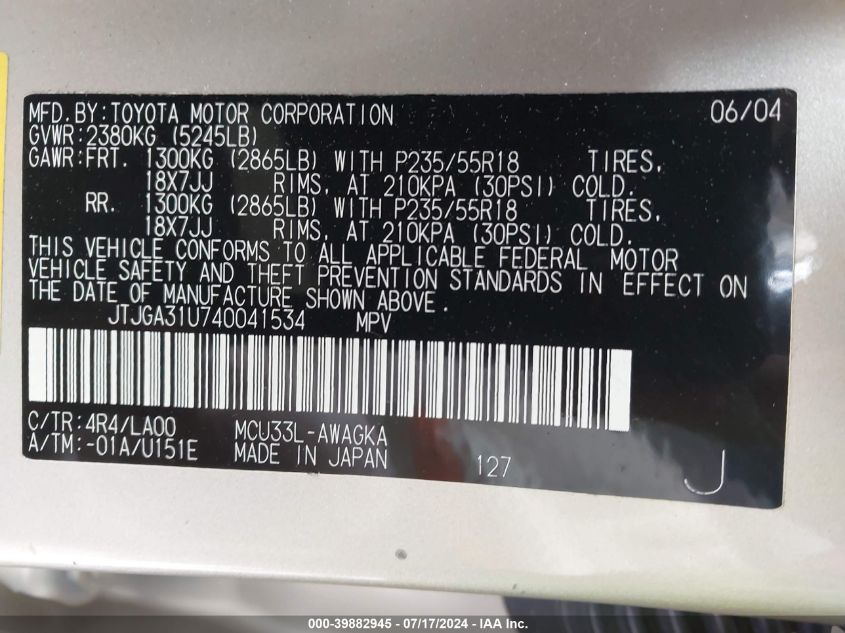 MFD.BY:TOYOTA MOTOR CORPORATION 06/04
GVWR:2380KG (5245LB)
GAWR:FRT. 1300KG (2865LB) WITH P235/55R18 TIRES,
18X7JJ RIMS, AT 210KPA (30PSI) COLD.
RR. 1300KG (2865LB) WITH P235/55R18 TIRES,
18X7JJ RIMS, AT 210KPA (30PSI) COLD.
THIS VEHICLE CONFORMS TO ALL APPLICABLE FEDERAL MOTOR
VEHICLE SAFETY AND THEFT PREVENTION STANDARDS IN EFFECT ON
THE DATE OF MANUFACTURE SHOWN ABOVE.
JTJGA31U740041534 MPV
C/TR:4R4/LA00 MCU33L-AWAGKA
A/TM:-01A/U151E MADE IN JAPAN 127 J
000-39882945 - 07/17/2024 - IAA Inc.